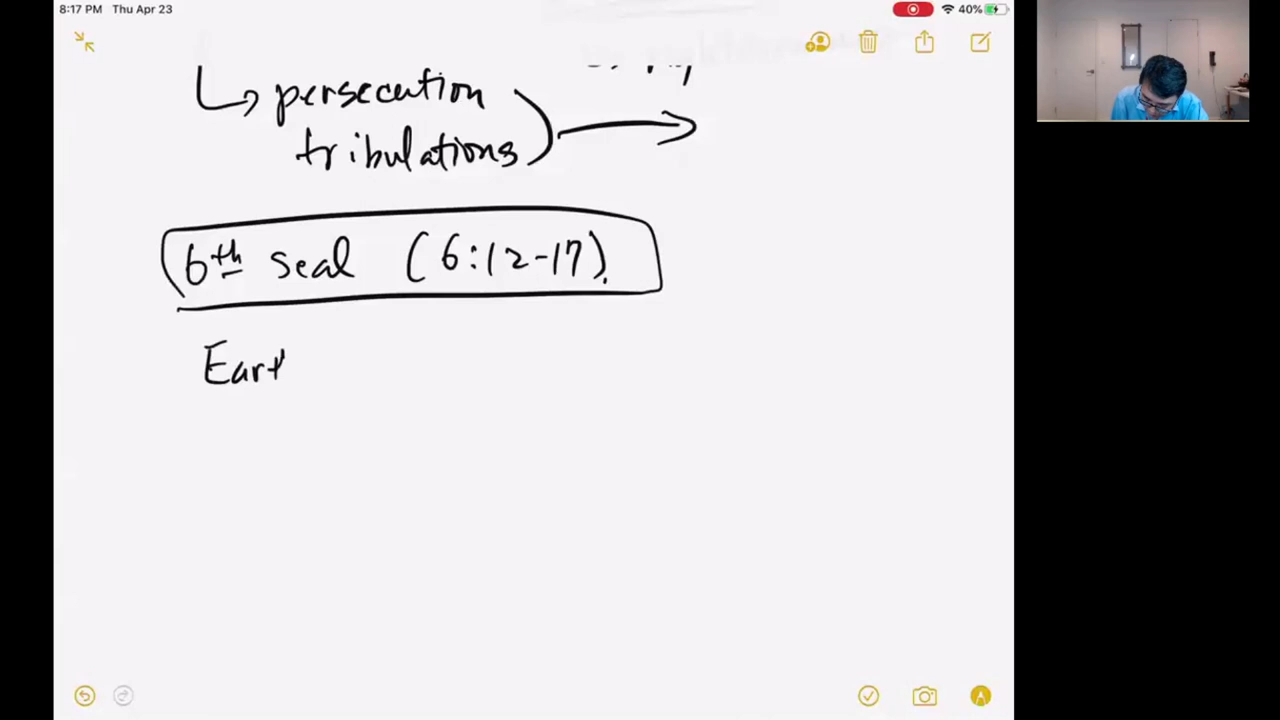 8:17 PM Thu Apr 23
40%
↳ persecution
tribulations
6th seal (6:12-17).
Eart